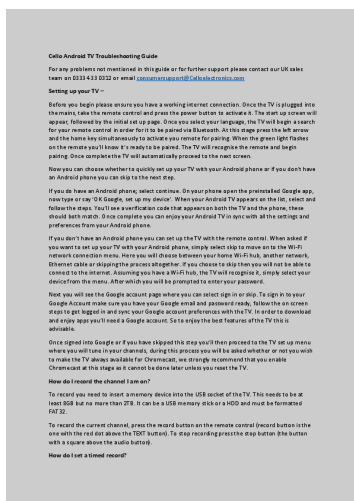 Cello Android TV Troubleshooting Guide
For any problems not mentioned in this guide or for further support please contact our UK sales
team on 0333 433 0312 or email consumersupport@Celloelectronics.com
Setting up your TV –
Before you begin please ensure you have a working internet connection. Once the TV is plugged into
the mains, take the remote control and press the power button to activate it. The start up screen will
appear, followed by the initial set up page. Once you select your language, the TV will begin a search
for your remote control in order for it to be paired via Bluetooth. At this stage press the left arrow
and the home key simultaneously to activate you remote for pairing. When the green light flashes
on the remote you'll know it's ready to be paired. The TV will recognise the remote and begin
pairing. Once complete the TV will automatically proceed to the next screen.
Now you can choose whether to quickly set up your TV with your Android phone or if you don't have
an Android phone you can skip to the next step.
If you do have an Android phone; select continue. On your phone open the preinstalled Google app,
now type or say 'OK Google, set up my device'. When your Android TV appears on the list, select and
follow the steps. You'll see a verification code that appears on both the TV and the phone, these
should both match. Once complete you can enjoy your Android TV in sync with all the settings and
preferences from your Android phone.
If you don't have an Android phone you can set up the TV with the remote control. When asked if
you want to set up your TV with your Android phone, simply select skip to move on to the Wi-Fi
network connection menu. Here you will choose between your home Wi-Fi hub, another network,
Ethernet cable or skipping the process altogether. If you choose skip then you will not be able to
connect to the internet. Assuming you have a Wi-Fi hub, the TV will recognise it, simply select your
device from the menu. After which you will be prompted to enter your password.
Next you will see the Google account page where you can select sign in or skip. To sign in to your
Google Account make sure you have your Google email and password ready, follow the on screen
steps to get logged in and sync your Google account preferences with the TV. In order to download
and enjoy apps you'll need a Google account. So to enjoy the best features of the TV this is
advisable.
Once signed into Google or if you have skipped this step you'll then proceed to the TV set up menu
where you will tune in your channels, during this process you will be asked whether or not you wish
to make the TV always available for Chromecast, we strongly recommend that you enable
Chromecast at this stage as it cannot be done later unless you reset the TV.
How do I record the channel I am on?
To record you need to insert a memory device into the USB socket of the TV. This needs to be at
least 8GB but no more than 2TB. It can be a USB memory stick or a HDD and must be formatted
FAT32.
To record the current channel, press the record button on the remote control (record button is the
one with the red dot above the TEXT button). To stop recording press the stop button (the button
with a square above the audio button).
How do I set a timed record?